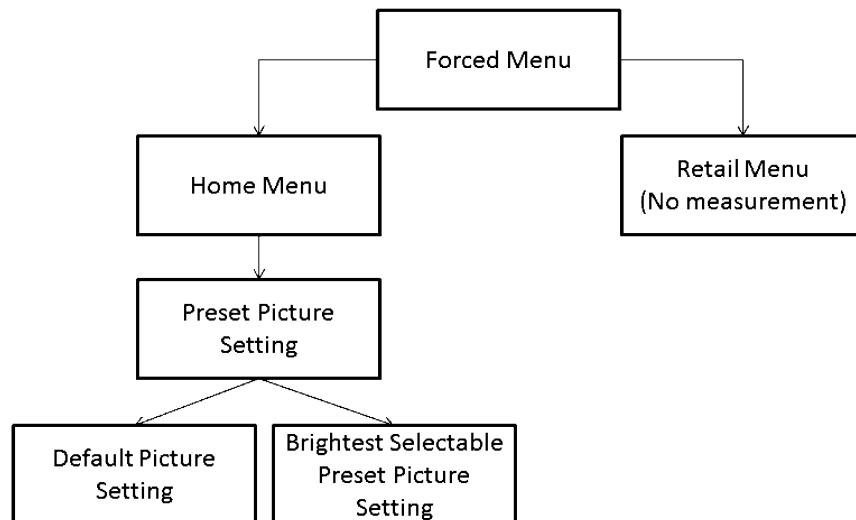 Forced Menu
Home Menu
Retail Menu
(No measurement)
Preset Picture
Setting
Default Picture
Setting
Brightest Selectable
Preset Picture
Setting